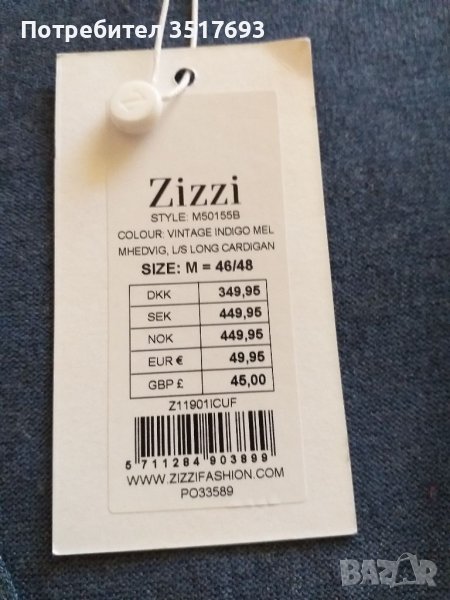 Потребител 3517693
Zizzi
STYLE: M50155B
COLOUR: VINTAGE INDIGO MEL
MHEDVIG, L/S LONG CARDIGAN
SIZE: M = 46/48
DKK 349,95
SEK 449,95
NOK 449,95
EUR € 49,95
GBP £ 45,00
Z11901ICUF
5 711284 903899
WWW.ZIZZIFASHION.COM
PO33589
BAZAR